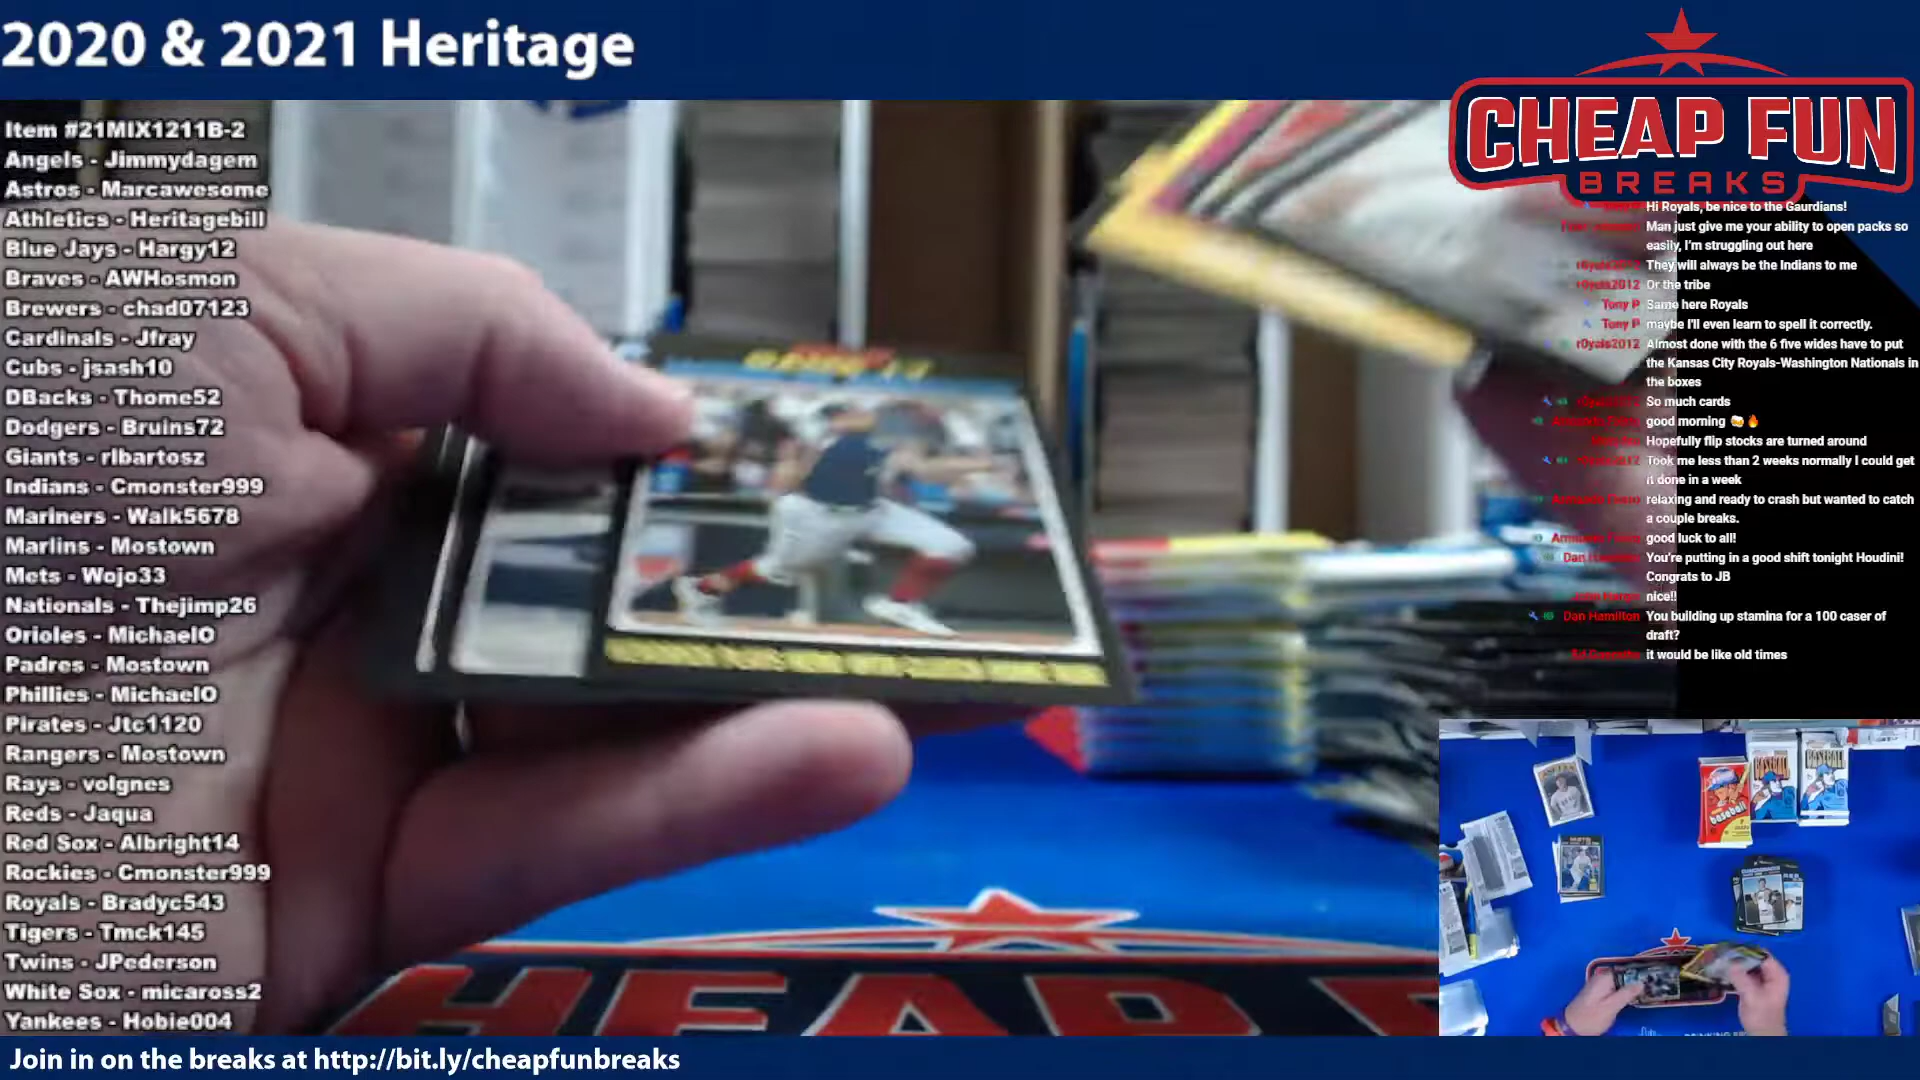 2020 & 2021 Heritage
CHEAP FUN
BREAKS
Item #21MIX1211B-2
Angels - Jimmydagem
Astros - Marcawesome
Athletics - Heritagebill
Blue Jays - Hargy12
Braves - AWHosmon
Brewers - chad07123
Cardinals - Jfray
Cubs - jsash10
DBacks - Thome52
Dodgers - Bruins72
Giants - rlbartosz
Indians - Cmonster999
Mariners - Walk5678
Marlins - Mostown
Mets - Wojo33
Nationals - Thejimp26
Orioles - MichaelO
Padres - Mostown
Phillies - MichaelO
Pirates - Jtc1120
Rangers - Mostown
Rays - volgnes
Reds - Jaqua
Red Sox - Albright14
Rockies - Cmonster999
Royals - Bradyc543
Tigers - Tmck145
Twins - JPederson
White Sox - micaross2
Yankees - Hobie004
Hi Royals, be nice to the Gaurdians!
Man just give me your ability to open packs so
easily, I'm struggling out here
r0yals2012 They will always be the Indians to me
r0yals2012 Or the tribe
Tony P Same here Royals
Tony P maybe I'll even learn to spell it correctly.
r0yals2012 Almost done with the 6 five wides have to put
the Kansas City Royals-Washington Nationals in
the boxes
r0yals2012 So much cards
good morning
Hopefully flip stocks are turned around
r0yals2012 Took me less than 2 weeks normally I could get
it done in a week
relaxing and ready to crash but wanted to catch
a couple breaks.
good luck to all!
Dan Hamilton You're putting in a good shift tonight Houdini!
Congrats to JB
nice!!
Dan Hamilton You building up stamina for a 100 caser of
draft?
it would be like old times
baseball
BASEBALL
BASEBALL
Join in on the breaks at http://bit.ly/cheapfunbreaks